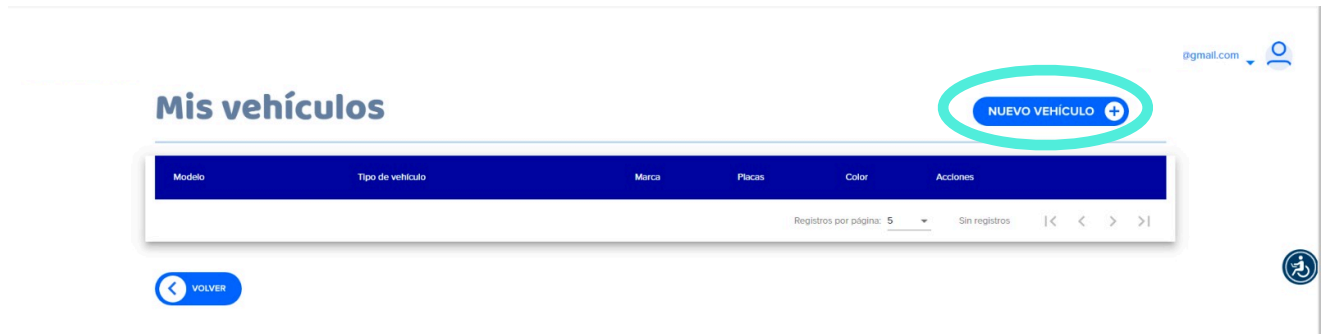 @gmail.com
Mis vehículos
NUEVO VEHÍCULO
Modelo Tipo de vehículo Marca Placas Color Acciones
Registros por página: 5 Sin registros
VOLVER